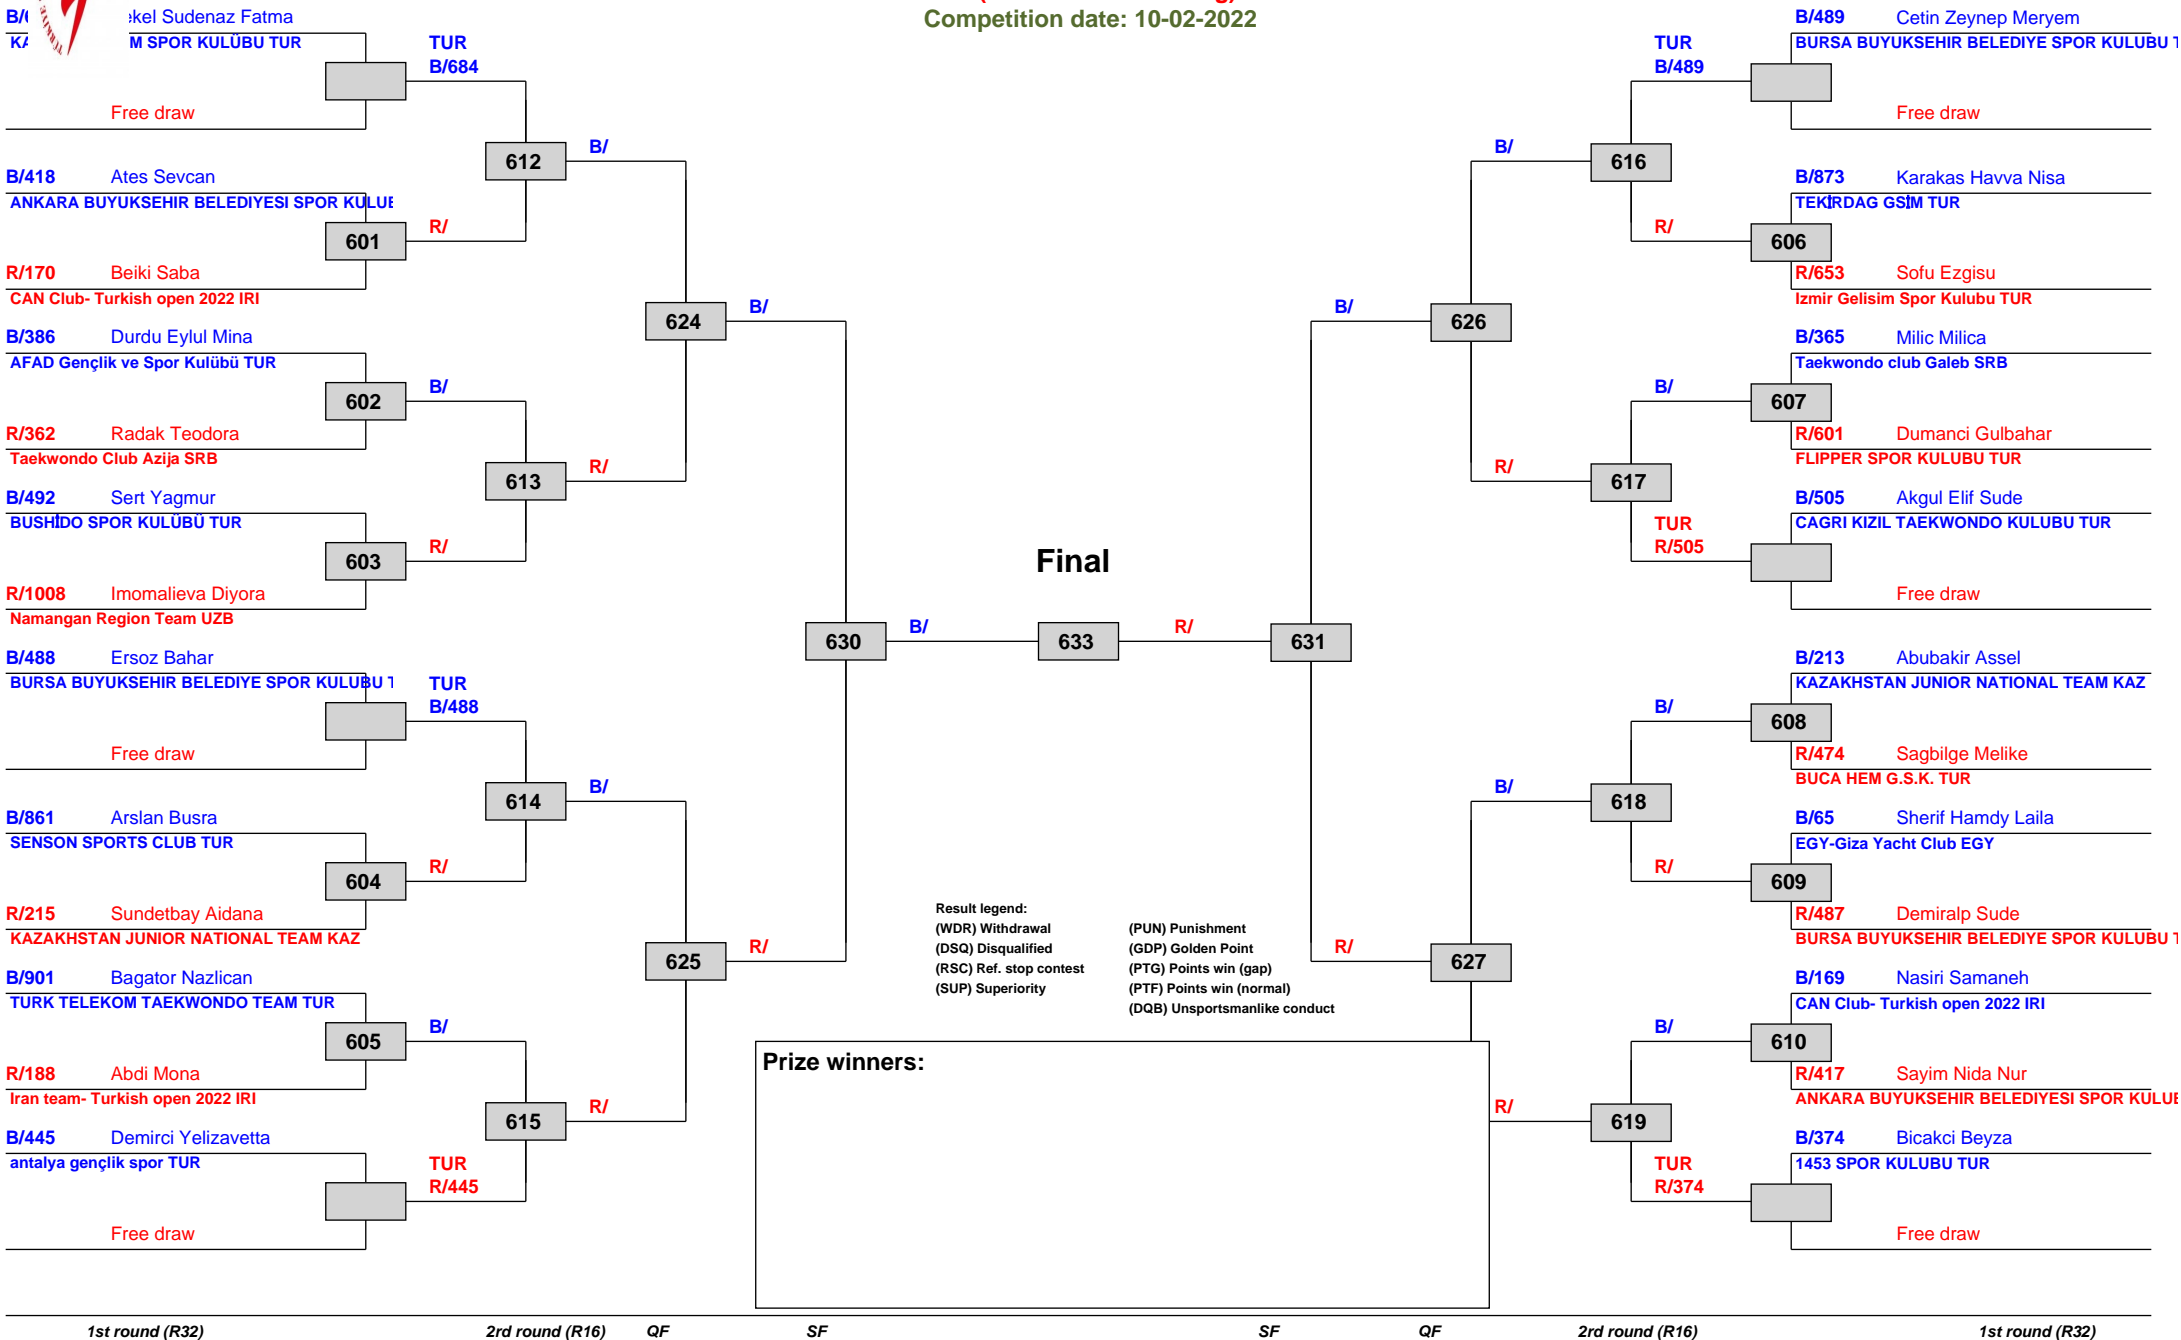 Competition date: 10-02-2022
kel Sudenaz Fatma
M SPOR KULÜBU TUR
TUR
B/684
Free draw
612
B/
B/418 Ates Sevcan
ANKARA BUYUKSEHIR BELEDIYESI SPOR
601
R/
R/170 Beiki Saba
CAN Club- Turkish open 2022 IRI
624
B/
B/386 Durdu Eylul Mina
AFAD Gençlik ve Spor Kulübü TUR
602
B/
R/362 Radak Teodora
Taekwondo Club Azija SRB
613
R/
B/492 Sert Yagmur
BUSHİDO SPOR KULÜBÜ TUR
603
R/
R/1008 Imomalieva Diyora
Namangan Region Team UZB
630
B/
B/488 Ersoz Bahar
BURSA BUYUKSEHIR BELEDIYE SPOR KULUBU
TUR
B/488
Free draw
614
B/
B/861 Arslan Busra
SENSON SPORTS CLUB TUR
604
R/
R/215 Sundetbay Aidana
KAZAKHSTAN JUNIOR NATIONAL TEAM KAZ
625
R/
B/901 Bagator Nazlican
TURK TELEKOM TAEKWONDO TEAM TUR
605
B/
R/188 Abdi Mona
Iran team- Turkish open 2022 IRI
615
R/
B/445 Demirci Yelizavetta
antalya gençlik spor TUR
TUR
R/445
Free draw
Final
633
R/
631
Result legend:
(WDR) Withdrawal (PUN) Punishment
(DSQ) Disqualified (GDP) Golden Point
(RSC) Ref. stop contest (PTG) Points win (gap)
(SUP) Superiority (PTF) Points win (normal)
(DQB) Unsportsmanlike conduct
Prize winners:
B/489 Cetin Zeynep Meryem
BURSA BUYUKSEHIR BELEDIYE SPOR KULUBU
TUR
B/489
Free draw
B/
616
B/873 Karakas Havva Nisa
TEKİRDAG GSİM TUR
R/
606
R/653 Sofu Ezgisu
Izmir Gelisim Spor Kulubu TUR
B/
626
B/365 Milic Milica
Taekwondo club Galeb SRB
B/
607
R/601 Dumanci Gulbahar
FLIPPER SPOR KULUBU TUR
R/
617
B/505 Akgul Elif Sude
CAGRI KIZIL TAEKWONDO KULUBU TUR
TUR
R/505
Free draw
B/213 Abubakir Assel
KAZAKHSTAN JUNIOR NATIONAL TEAM KAZ
B/
608
R/474 Sagbilge Melike
BUCA HEM G.S.K. TUR
B/
618
B/65 Sherif Hamdy Laila
EGY-Giza Yacht Club EGY
R/
609
R/487 Demiralp Sude
BURSA BUYUKSEHIR BELEDIYE SPOR KULUBU
R/
627
B/169 Nasiri Samaneh
CAN Club- Turkish open 2022 IRI
B/
610
R/417 Sayim Nida Nur
ANKARA BUYUKSEHIR BELEDIYESI SPOR
R/
619
B/374 Bicakci Beyza
1453 SPOR KULUBU TUR
TUR
R/374
Free draw
1st round (R32) 2rd round (R16) QF SF SF QF 2rd round (R16) 1st round (R32)